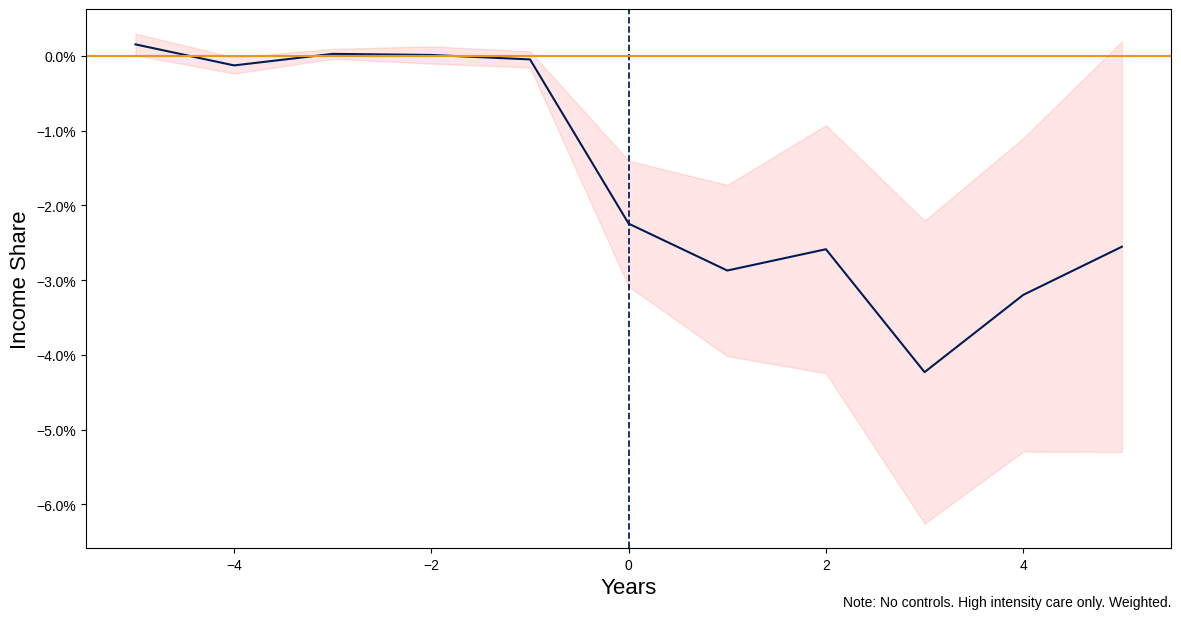 0.0%
−1.0%
−2.0%
−3.0%
−4.0%
−5.0%
−6.0%
Income Share
−4 −2 0 2 4
Years
Note: No controls. High intensity care only. Weighted.